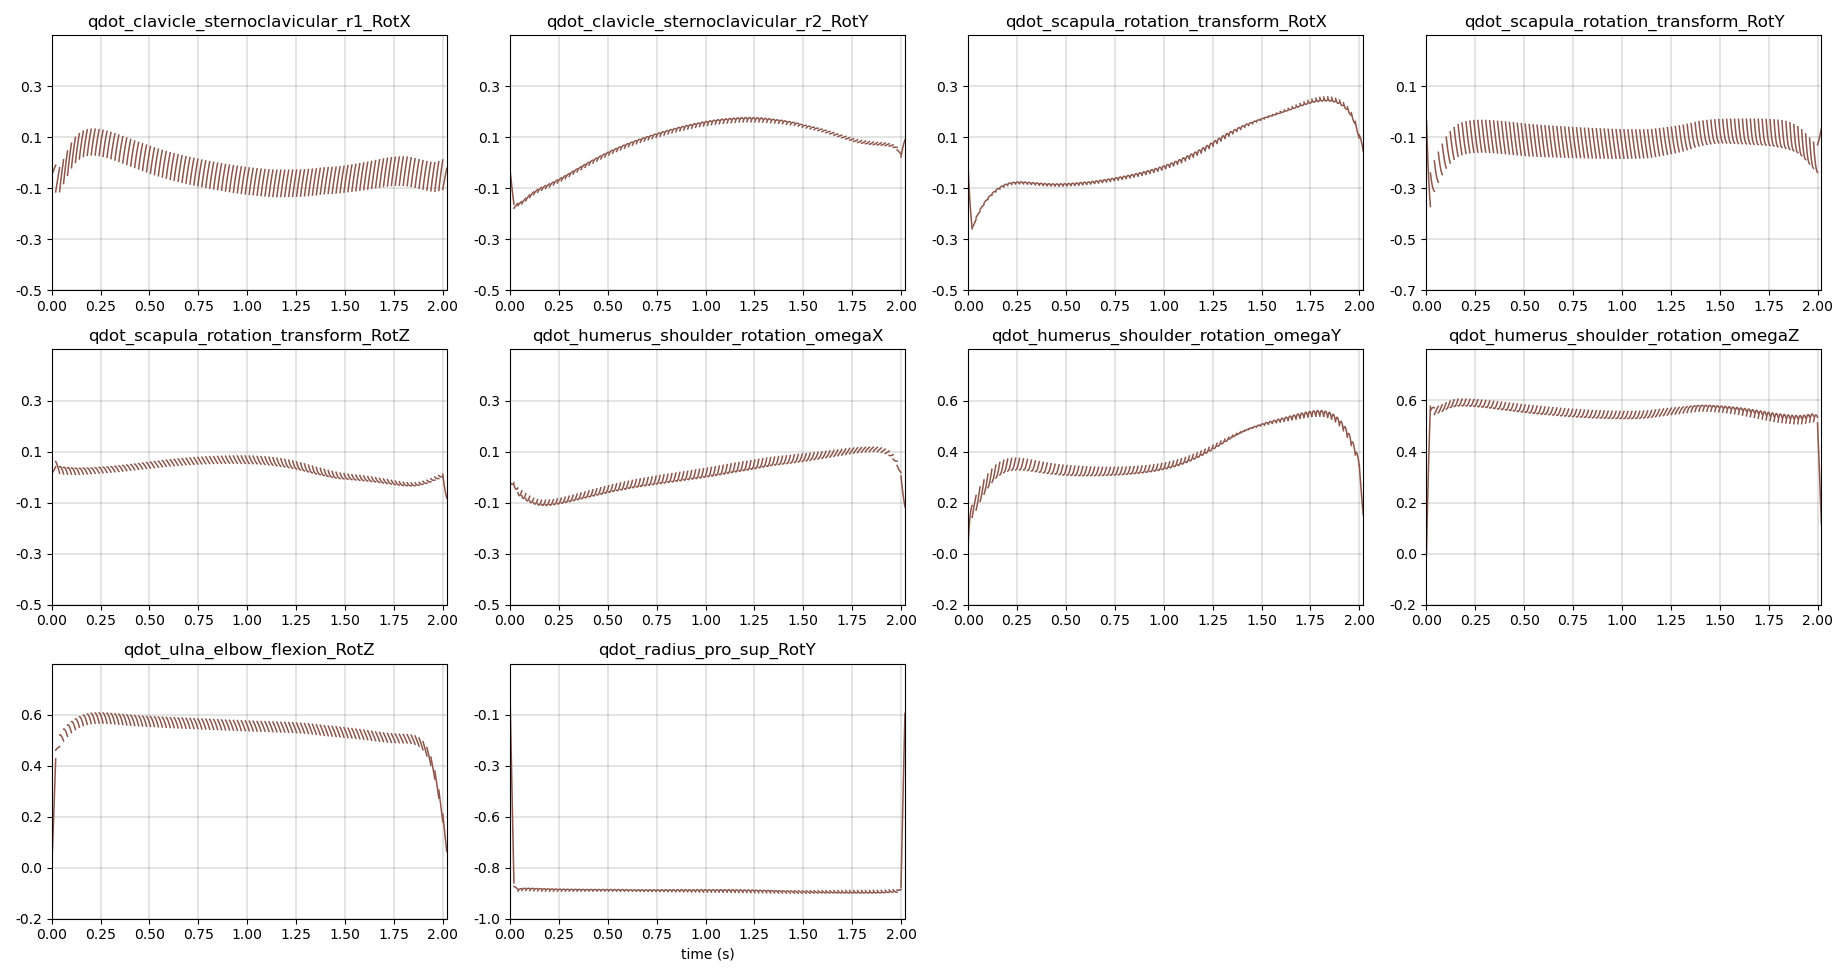 qdot_clavicle_sternoclavicular_r1_RotX
0.3
0.1
-0.1
-0.3
-0.5
0.00 0.25 0.50 0.75 1.00 1.25 1.50 1.75 2.00
qdot_clavicle_sternoclavicular_r2_RotY
0.3
0.1
-0.1
-0.3
-0.5
0.00 0.25 0.50 0.75 1.00 1.25 1.50 1.75 2.00
qdot_scapula_rotation_transform_RotX
0.3
0.1
-0.1
-0.3
-0.5
0.00 0.25 0.50 0.75 1.00 1.25 1.50 1.75 2.00
qdot_scapula_rotation_transform_RotY
0.1
-0.1
-0.3
-0.5
-0.7
0.00 0.25 0.50 0.75 1.00 1.25 1.50 1.75 2.00
qdot_scapula_rotation_transform_RotZ
0.3
0.1
-0.1
-0.3
-0.5
0.00 0.25 0.50 0.75 1.00 1.25 1.50 1.75 2.00
qdot_humerus_shoulder_rotation_omegaX
0.3
0.1
-0.1
-0.3
-0.5
0.00 0.25 0.50 0.75 1.00 1.25 1.50 1.75 2.00
qdot_humerus_shoulder_rotation_omegaY
0.6
0.4
0.2
-0.0
-0.2
0.00 0.25 0.50 0.75 1.00 1.25 1.50 1.75 2.00
qdot_humerus_shoulder_rotation_omegaZ
0.6
0.4
0.2
0.0
-0.2
0.00 0.25 0.50 0.75 1.00 1.25 1.50 1.75 2.00
qdot_ulna_elbow_flexion_RotZ
0.6
0.4
0.2
0.0
-0.2
0.00 0.25 0.50 0.75 1.00 1.25 1.50 1.75 2.00
qdot_radius_pro_sup_RotY
-0.1
-0.3
-0.6
-0.8
-1.0
0.00 0.25 0.50 0.75 1.00 1.25 1.50 1.75 2.00
time (s)